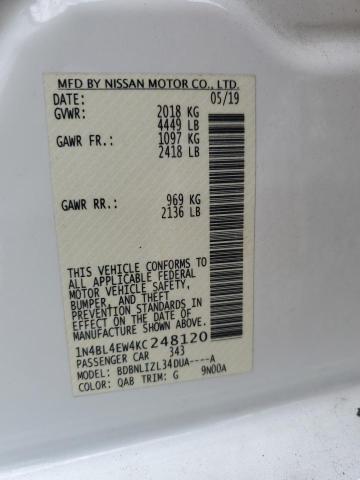 MFD BY NISSAN MOTOR CO., LTD.
DATE: 05/19
GVWR: 2018 KG
4449 LB
GAWR FR.: 1097 KG
2418 LB
GAWR RR.: 969 KG
2136 LB
THIS VEHICLE CONFORMS TO
ALL APPLICABLE FEDERAL
MOTOR VEHICLE SAFETY,
BUMPER, AND THEFT
PREVENTION STANDARDS IN
EFFECT ON THE DATE OF
MANUFACTURE SHOWN ABOVE.
1N4BL4EW4KC248120
PASSENGER CAR 343
MODEL: BDBNLIZL34DUA----A
COLOR: QAB TRIM: G 9N00A